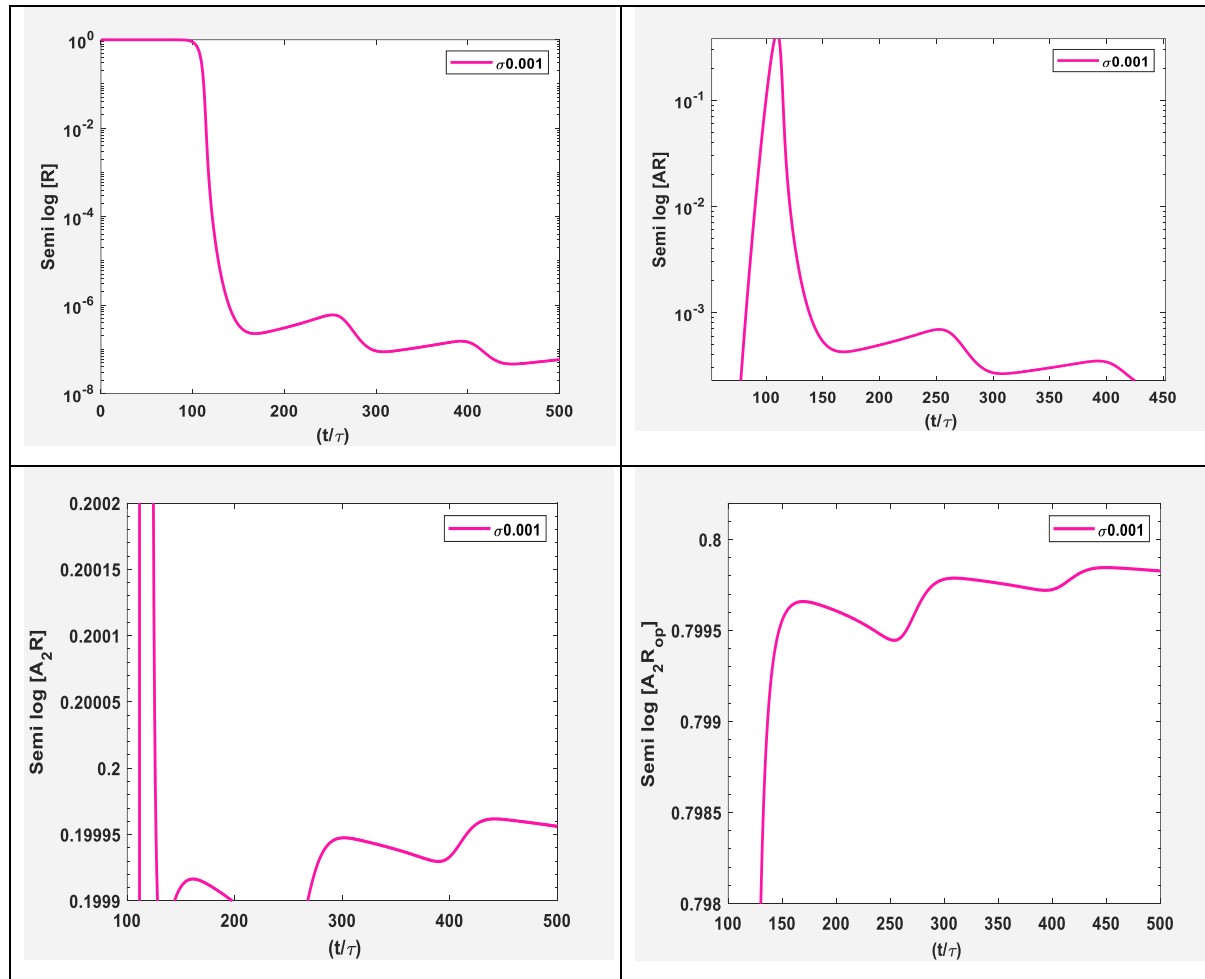 Semi log [R]
10^0
10^-2
10^-4
10^-6
10^-8
0 100 200 300 400 500
(t/τ)
σ0.001
Semi log [AR]
10^-1
10^-2
10^-3
100 150 200 250 300 350 400 450
(t/τ)
σ0.001
Semi log [A_2R]
0.2002
0.20015
0.2001
0.20005
0.2
0.19995
0.1999
100 200 300 400 500
(t/τ)
σ0.001
Semi log [A_2R_op]
0.8
0.7995
0.799
0.7985
0.798
100 150 200 250 300 350 400 450 500
(t/τ)
σ0.001